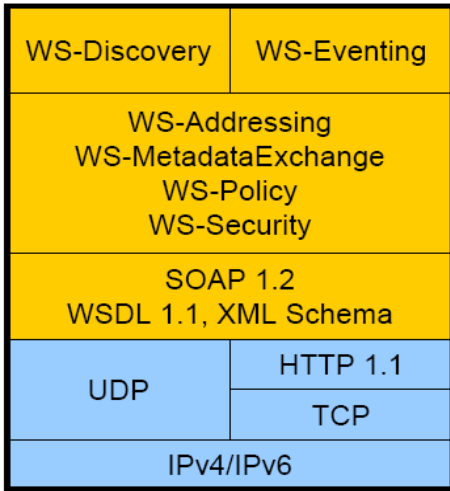 WS-Discovery
WS-Eventing
WS-Addressing
WS-MetadataExchange
WS-Policy
WS-Security
SOAP 1.2
WSDL 1.1, XML Schema
UDP
HTTP 1.1
TCP
IPv4/IPv6